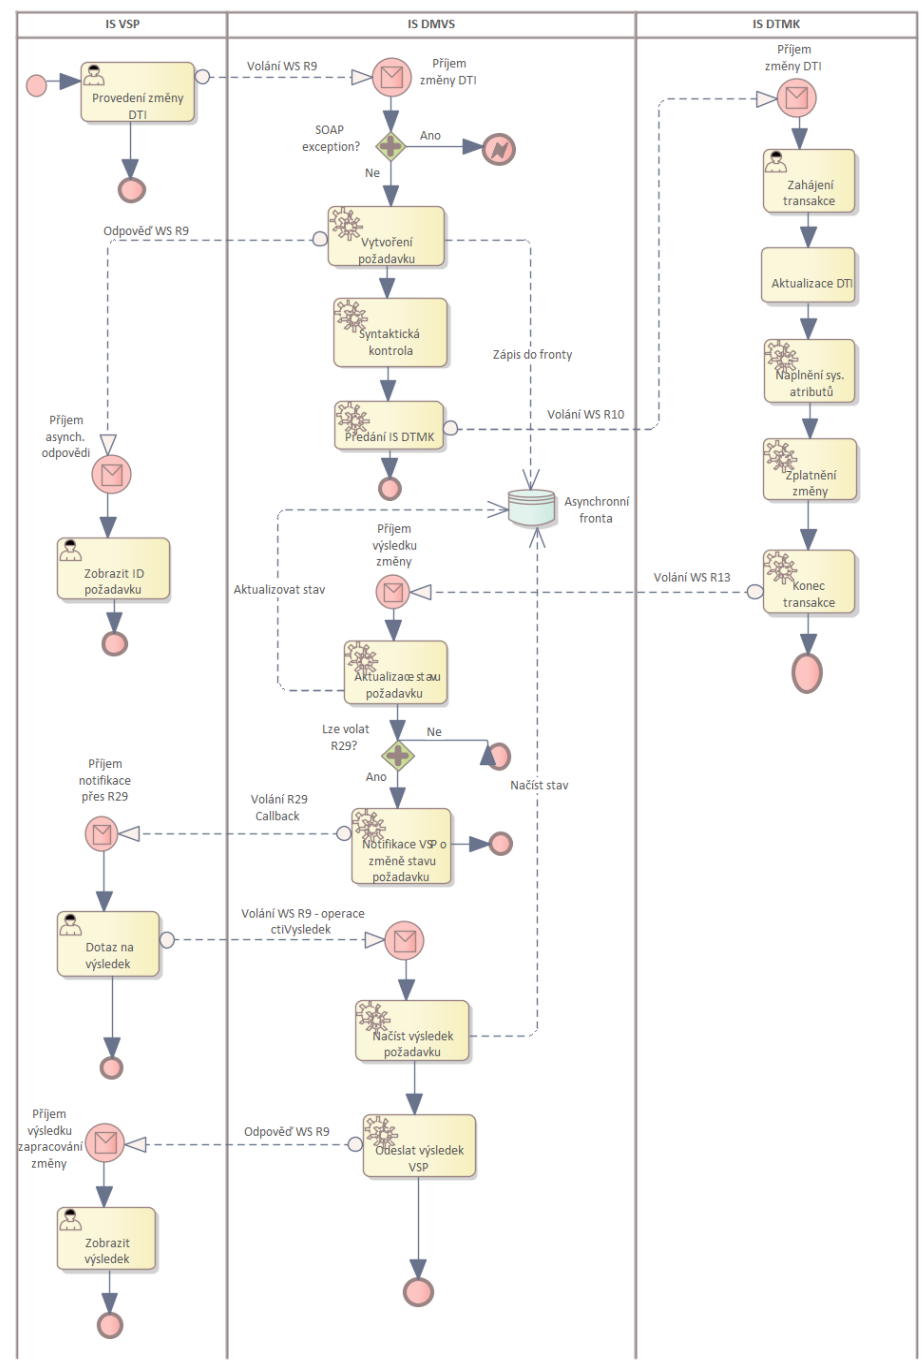 IS VSP
IS DMVS
IS DTMK
Provedení změny
DTI
Volání WS R9
Příjem
změny DTI
SOAP
exception?
Ano
Ne
Odpověď WS R9
Vytvoření
požadavku
Syntaktická
kontrola
Zápis do fronty
Předání IS DTMK
Volání WS R10
Příjem
změny DTI
Zahájení
transakce
Aktualizace DTI
Naplnění sys.
atributů
Zplatnění
změny
Konec
transakce
Příjem
asynch.
odpovědi
Zobrazit ID
požadavku
Asynchronní
fronta
Příjem
výsledku
změny
Volání WS R13
Aktualizovat stav
Aktualizace stavu
požadavku
Lze volat
R29?
Ne
Ano
Načíst stav
Příjem
notifikace
přes R29
Volání R29
Callback
Notifikace VSP o
změně stavu
požadavku
Volání WS R9 - operace
ctiVysledek
Dotaz na
výsledek
Načíst výsledek
požadavku
Příjem
výsledku
zapracování
změny
Odpověď WS R9
Odeslat výsledek
VSP
Zobrazit
výsledek